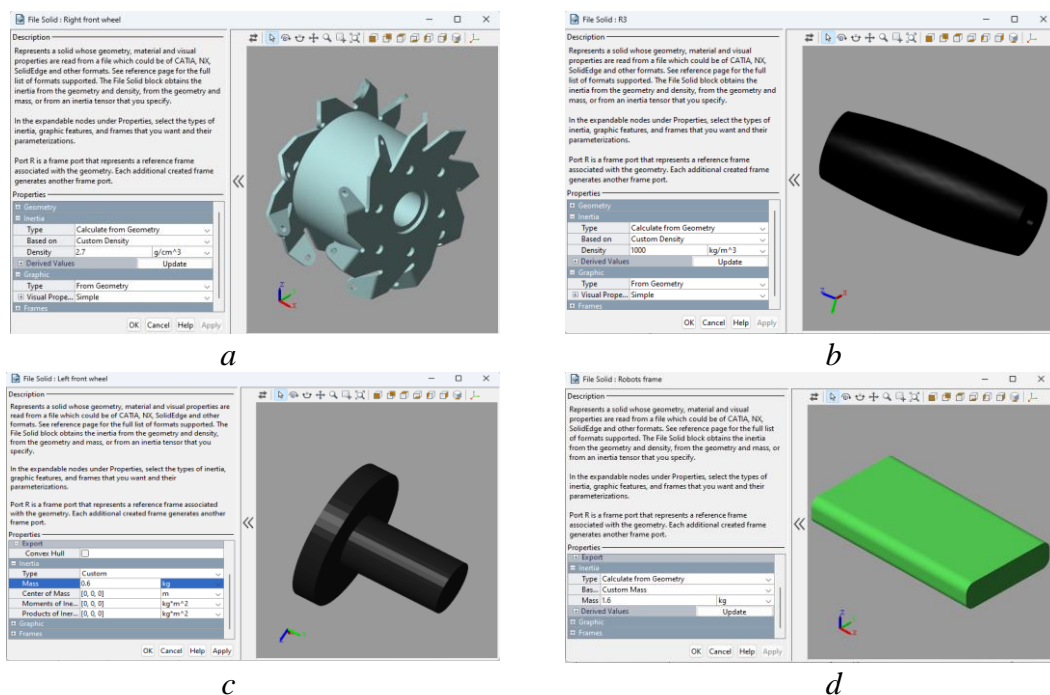 File Solid : Right front wheel
Description
Represents a solid whose geometry, material and visual
properties are read from a file which could be of CATIA, NX,
SolidEdge and other formats. See reference page for the full
list of formats supported. The File Solid block obtains the
inertia from the geometry and density, from the geometry and
mass, or from an inertia tensor that you specify.
In the expandable nodes under Properties, select the types of
inertia, graphic features, and frames that you want and their
parameterizations.
Port R is a frame port that represents a reference frame
associated with the geometry. Each additional created frame
generates another frame port.
Properties
Geometry
Inertia
Type Calculate from Geometry
Based on Custom Density
Density 2.7 g/cm^3
Derived Values Update
Graphic
Type From Geometry
Visual Prope... Simple
Frames
OK Cancel Help Apply
a
File Solid : R3
Description
Represents a solid whose geometry, material and visual
properties are read from a file which could be of CATIA, NX,
SolidEdge and other formats. See reference page for the full
list of formats supported. The File Solid block obtains the
inertia from the geometry and density, from the geometry and
mass, or from an inertia tensor that you specify.
In the expandable nodes under Properties, select the types of
inertia, graphic features, and frames that you want and their
parameterizations.
Port R is a frame port that represents a reference frame
associated with the geometry. Each additional created frame
generates another frame port.
Properties
Geometry
Inertia
Type Calculate from Geometry
Based on Custom Density
Density 1000 kg/m^3
Derived Values Update
Graphic
Type From Geometry
Visual Prope... Simple
Frames
OK Cancel Help Apply
b
File Solid : Left front wheel
Description
Represents a solid whose geometry, material and visual properties are
read from a file which could be of CATIA, NX, SolidEdge and other
formats. See reference page for the full list of formats supported. The
File Solid block obtains the inertia from the geometry and density,
from the geometry and mass, or from an inertia tensor that you
specify.
In the expandable nodes under Properties, select the types of inertia,
graphic features, and frames that you want and their
parameterizations.
Port R is a frame port that represents a reference frame associated
with the geometry. Each additional created frame generates another
frame port.
Properties
Export
Convex Hull
Inertia
Type Custom
Mass 0.6 kg
Center of Mass [0, 0, 0] m
Moments of Ine... [0, 0, 0] kg*m^2
Products of Iner... [0, 0, 0] kg*m^2
Graphic
Frames
OK Cancel Help Apply
c
File Solid : Robots frame
Description
Represents a solid whose geometry, material and visual
properties are read from a file which could be of CATIA, NX,
SolidEdge and other formats. See reference page for the full list
of formats supported. The File Solid block obtains the inertia
from the geometry and density, from the geometry and mass, or
from an inertia tensor that you specify.
In the expandable nodes under Properties, select the types of
inertia, graphic features, and frames that you want and their
parameterizations.
Port R is a frame port that represents a reference frame
associated with the geometry. Each additional created frame
generates another frame port.
Properties
Export
Inertia
Type Calculate from Geometry
Bas... Custom Mass
Mass 1.6 kg
Derived Values Update
Graphic
Frames
OK Cancel Help Apply
d